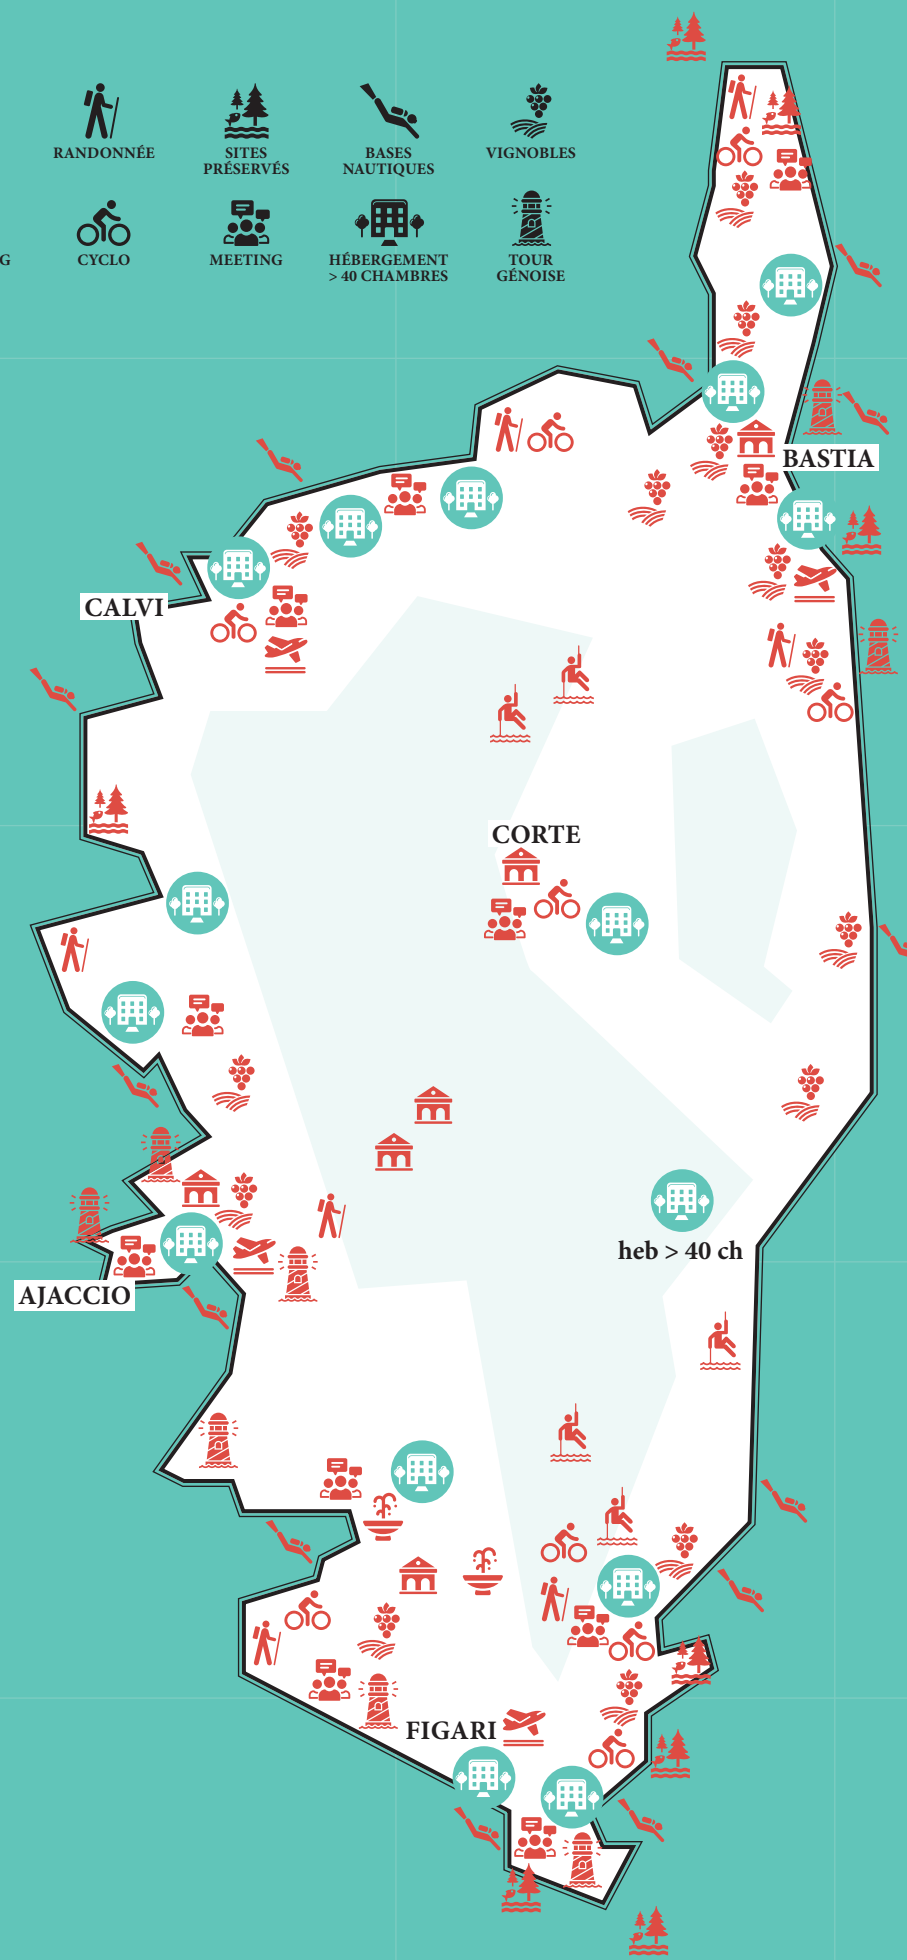 RANDONNÉE
SITES
PRÉSERVÉS
BASES
NAUTIQUES
VIGNOBLES
G
CYCLO
MEETING
HÉBERGEMENT
> 40 CHAMBRES
TOUR
GÉNOISE
BASTIA
CALVI
CORTE
heb > 40 ch
AJACCIO
FIGARI